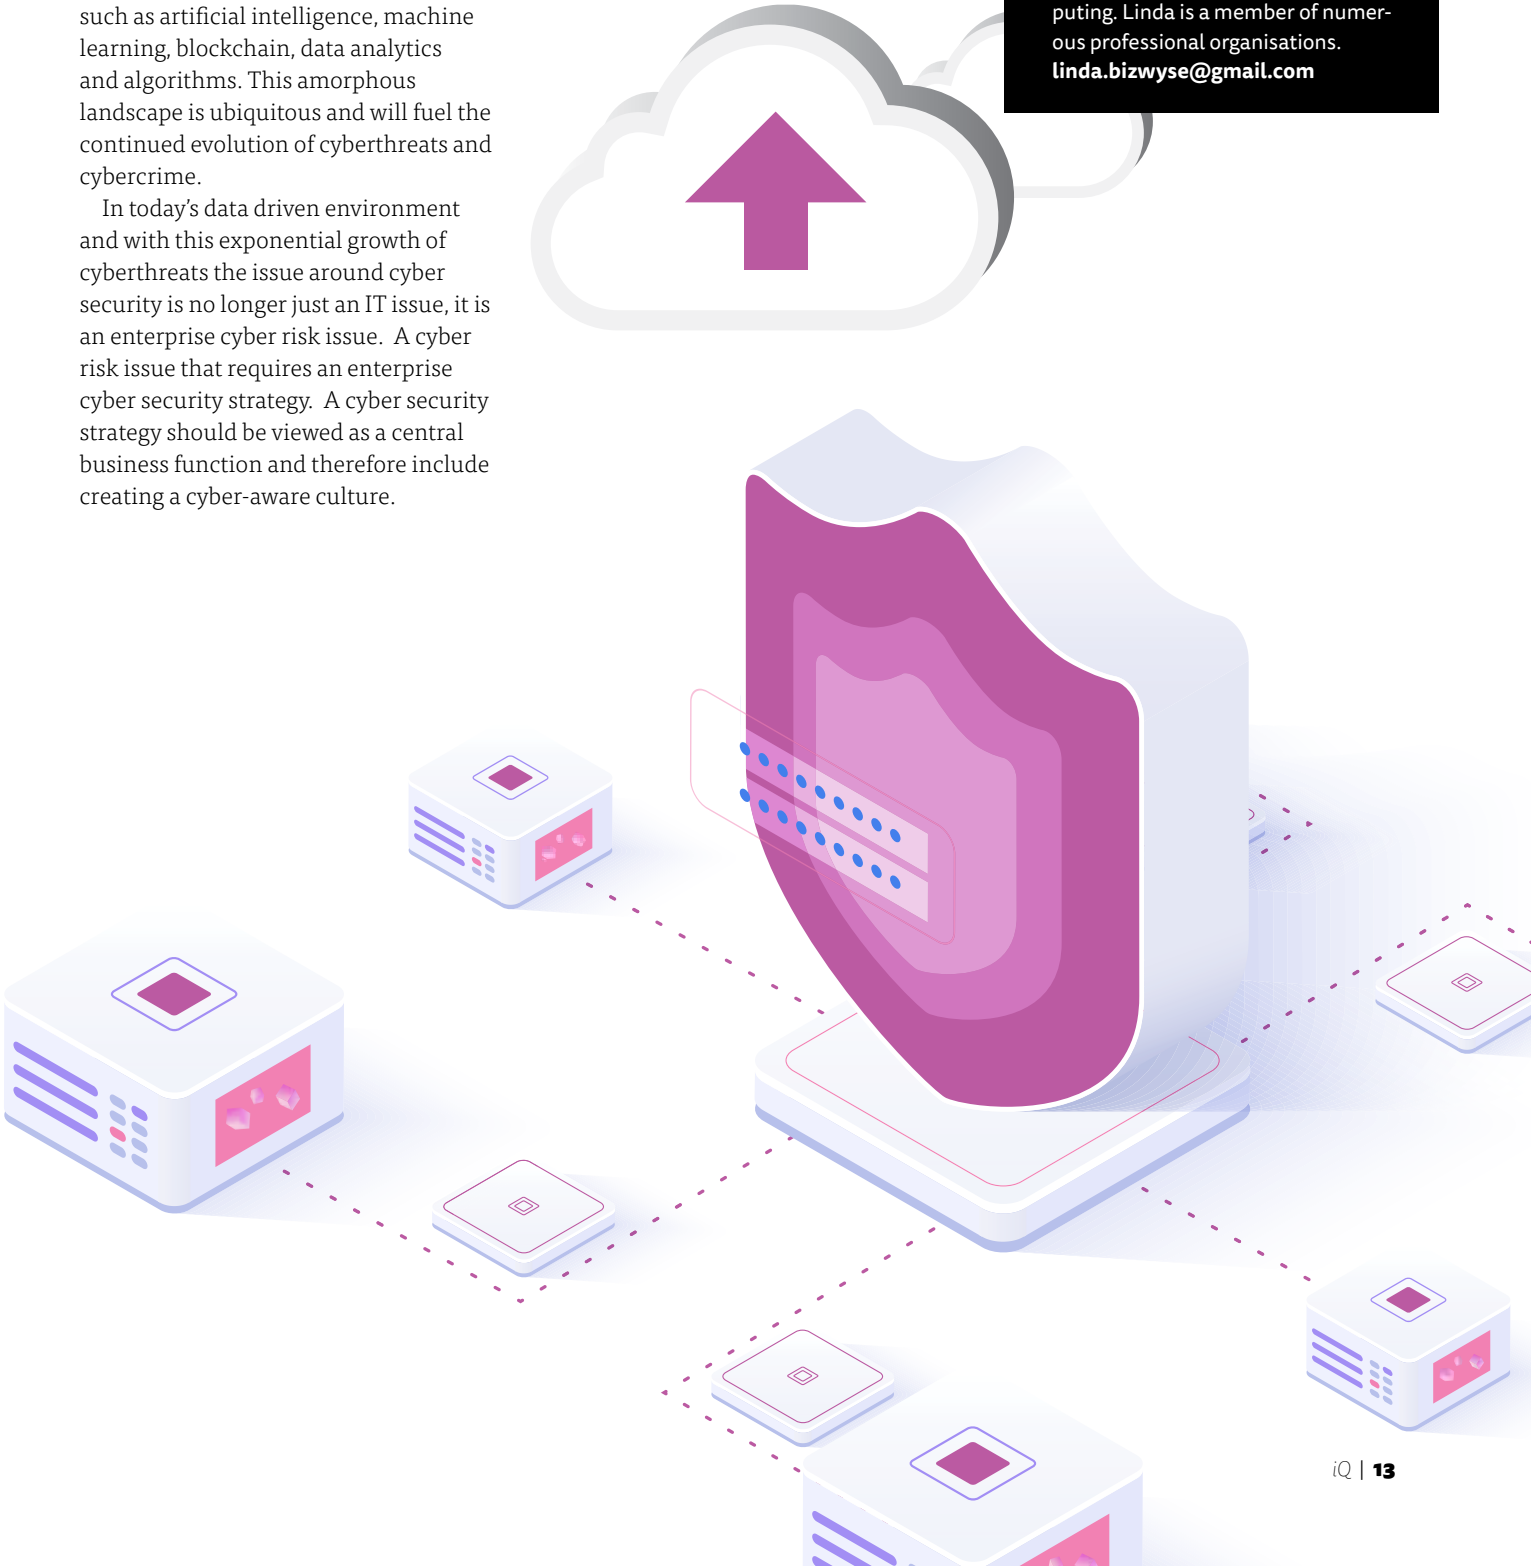 such as artificial intelligence, machine
learning, blockchain, data analytics
and algorithms. This amorphous
landscape is ubiquitous and will fuel the
continued evolution of cyberthreats and
cybercrime.
In today's data driven environment
and with this exponential growth of
cyberthreats the issue around cyber
security is no longer just an IT issue, it is
an enterprise cyber risk issue.  A cyber
risk issue that requires an enterprise
cyber security strategy.  A cyber security
strategy should be viewed as a central
business function and therefore include
creating a cyber-aware culture.
puting. Linda is a member of numer-
ous professional organisations.
linda.bizwyse@gmail.com
iQ | 13